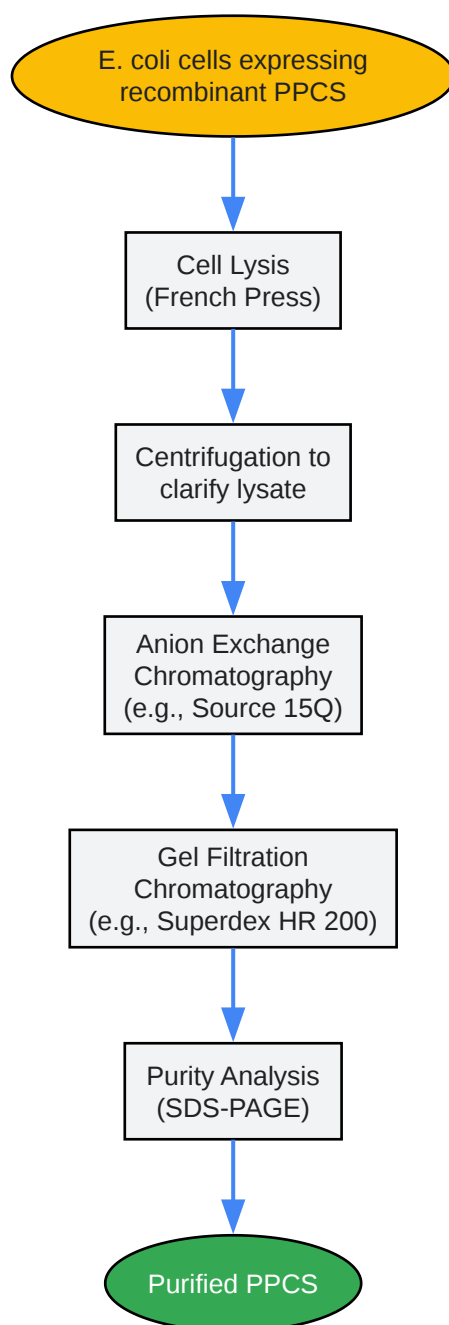 E. coli cells expressing
recombinant PPCS
Cell Lysis
(French Press)
Centrifugation to
clarify lysate
Anion Exchange
Chromatography
(e.g., Source 15Q)
Gel Filtration
Chromatography
(e.g., Superdex HR 200)
Purity Analysis
(SDS-PAGE)
Purified PPCS